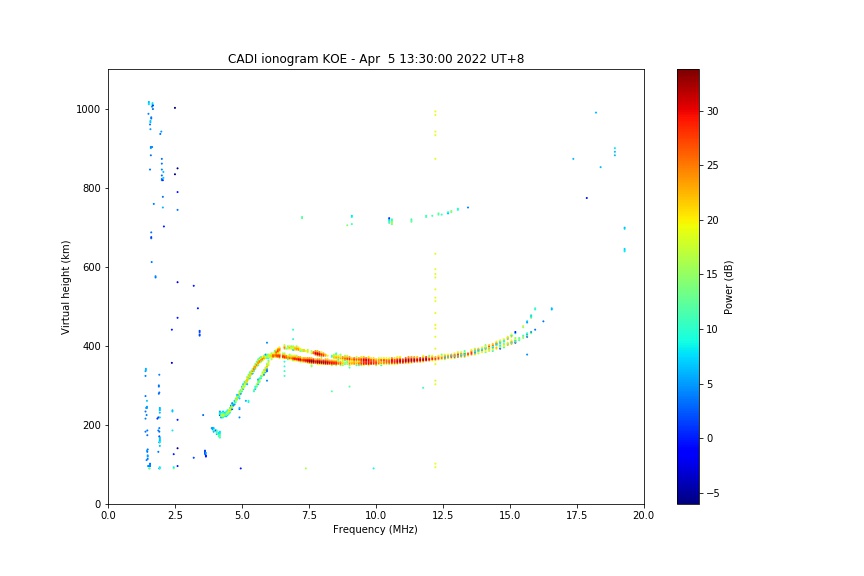 CADI ionogram KOE - Apr  5 13:30:00 2022 UT+8
Virtual height (km)
1000
800
600
400
200
0
0.0 2.5 5.0 7.5 10.0 12.5 15.0 17.5 20.0
Frequency (MHz)
30
25
20
15
10
5
0
−5
Power (dB)